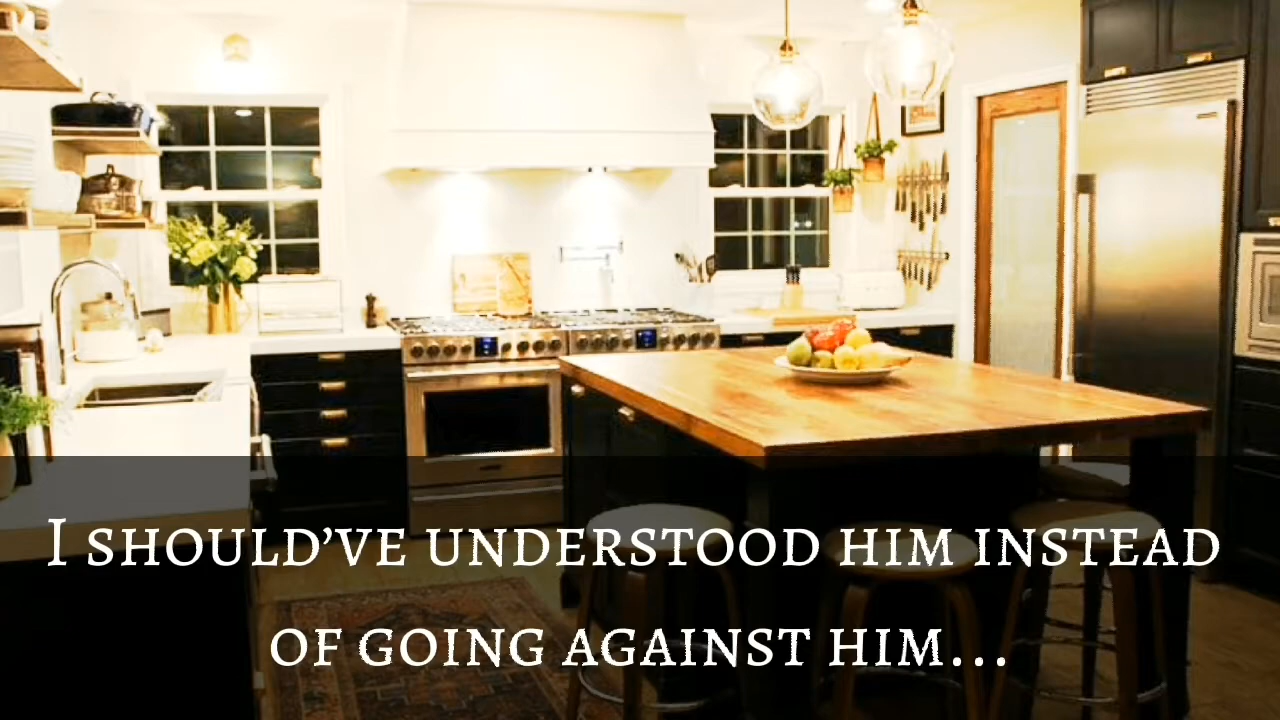 I should’ve understood him instead
of going against him...